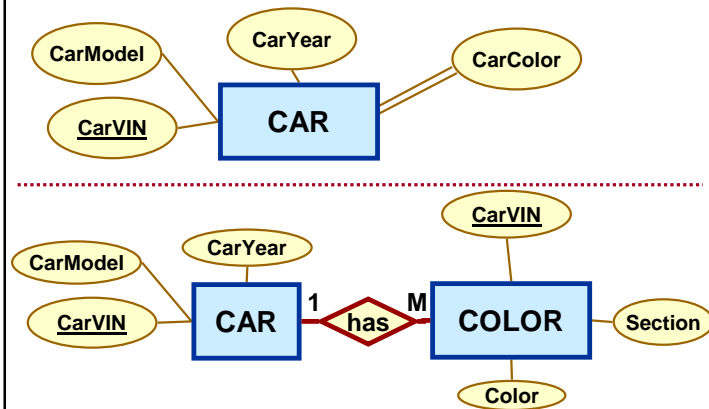 CarYear
CarModel
CarColor
CAR
CarVIN
CarVIN
CarYear
CarModel
1
M
CarVIN
CAR
has
COLOR
Section
Color